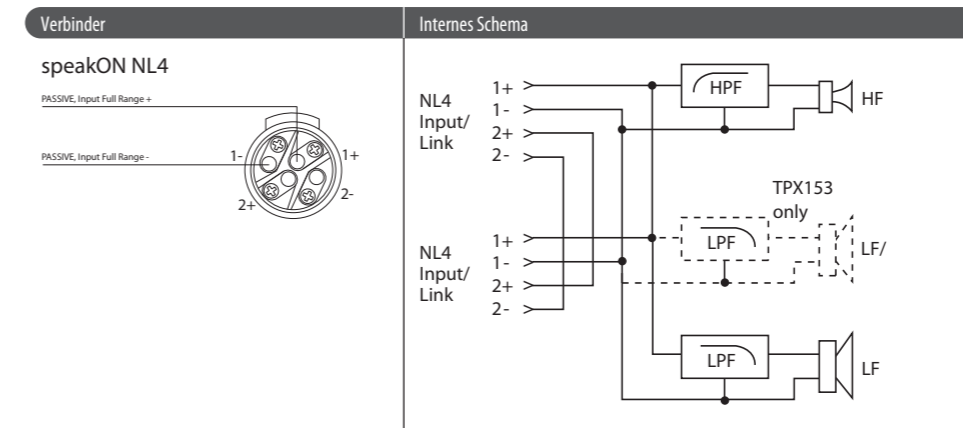 Verbinder
Internes Schema
speakON NL4
PASSIVE, Input Full Range +
PASSIVE, Input Full Range -
1-
1+
2+
2-
NL4
Input/
Link
1+
1-
2+
2-
HPF
HF
TPX153
only
NL4
Input/
Link
1+
1-
2+
2-
LPF
LF/
LPF
LF